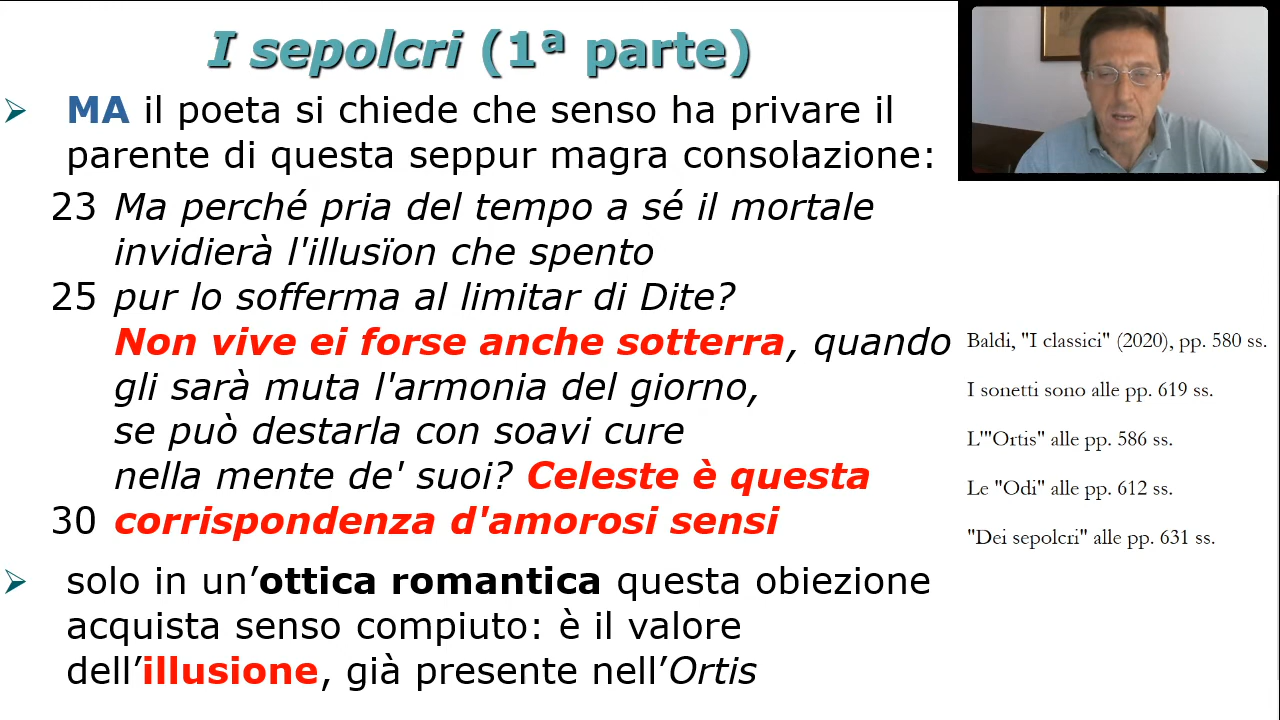 I sepolcri (1ª parte)
MA il poeta si chiede che senso ha privare il
parente di questa seppur magra consolazione:
23 Ma perché pria del tempo a sé il mortale
invidierà l'illusïon che spento
25 pur lo sofferma al limitar di Dite?
Non vive ei forse anche sotterra, quando
gli sarà muta l'armonia del giorno,
se può destarla con soavi cure
nella mente de' suoi? Celeste è questa
30 corrispondenza d'amorosi sensi
solo in un’ottica romantica questa obiezione
acquista senso compiuto: è il valore
dell’illusione, già presente nell’Ortis
Baldi, "I classici" (2020), pp. 580 ss.
I sonetti sono alle pp. 619 ss.
L'"Ortis" alle pp. 586 ss.
Le "Odi" alle pp. 612 ss.
"Dei sepolcri" alle pp. 631 ss.